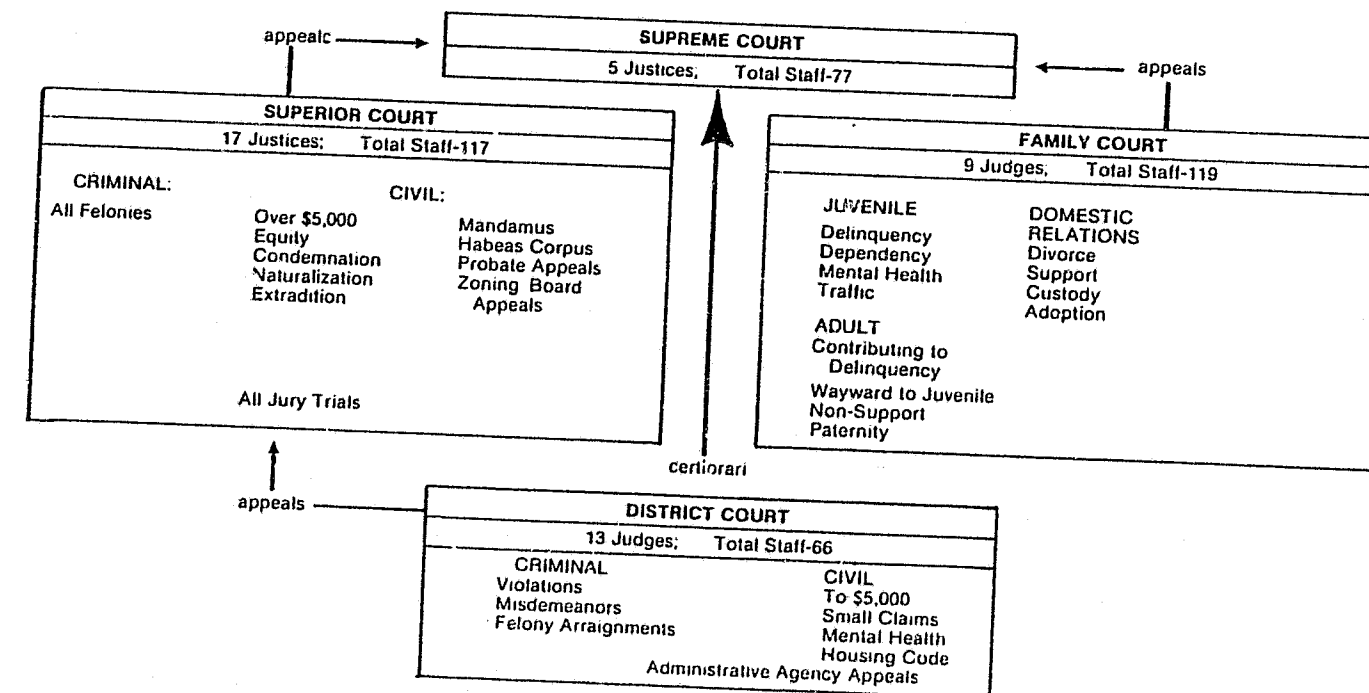 appealc
SUPREME COURT
5 Justices; Total Staff-77
appeals
SUPERIOR COURT
17 Justices; Total Staff-117
CRIMINAL:
All Felonies
CIVIL:
Over $5,000
Equity
Condemnation
Naturalization
Extradition
Mandamus
Habeas Corpus
Probate Appeals
Zoning Board
Appeals
All Jury Trials
FAMILY COURT
9 Judges; Total Staff-119
JUVENILE
Delinquency
Dependency
Mental Health
Traffic
ADULT
Contributing to
Delinquency
Wayward to Juvenile
Non-Support
Paternity
DOMESTIC
RELATIONS
Divorce
Support
Custody
Adoption
certiorari
appeals
DISTRICT COURT
13 Judges; Total Staff-66
CRIMINAL
Violations
Misdemeanors
Felony Arraignments
CIVIL
To $5,000
Small Claims
Mental Health
Housing Code
Administrative Agency Appeals